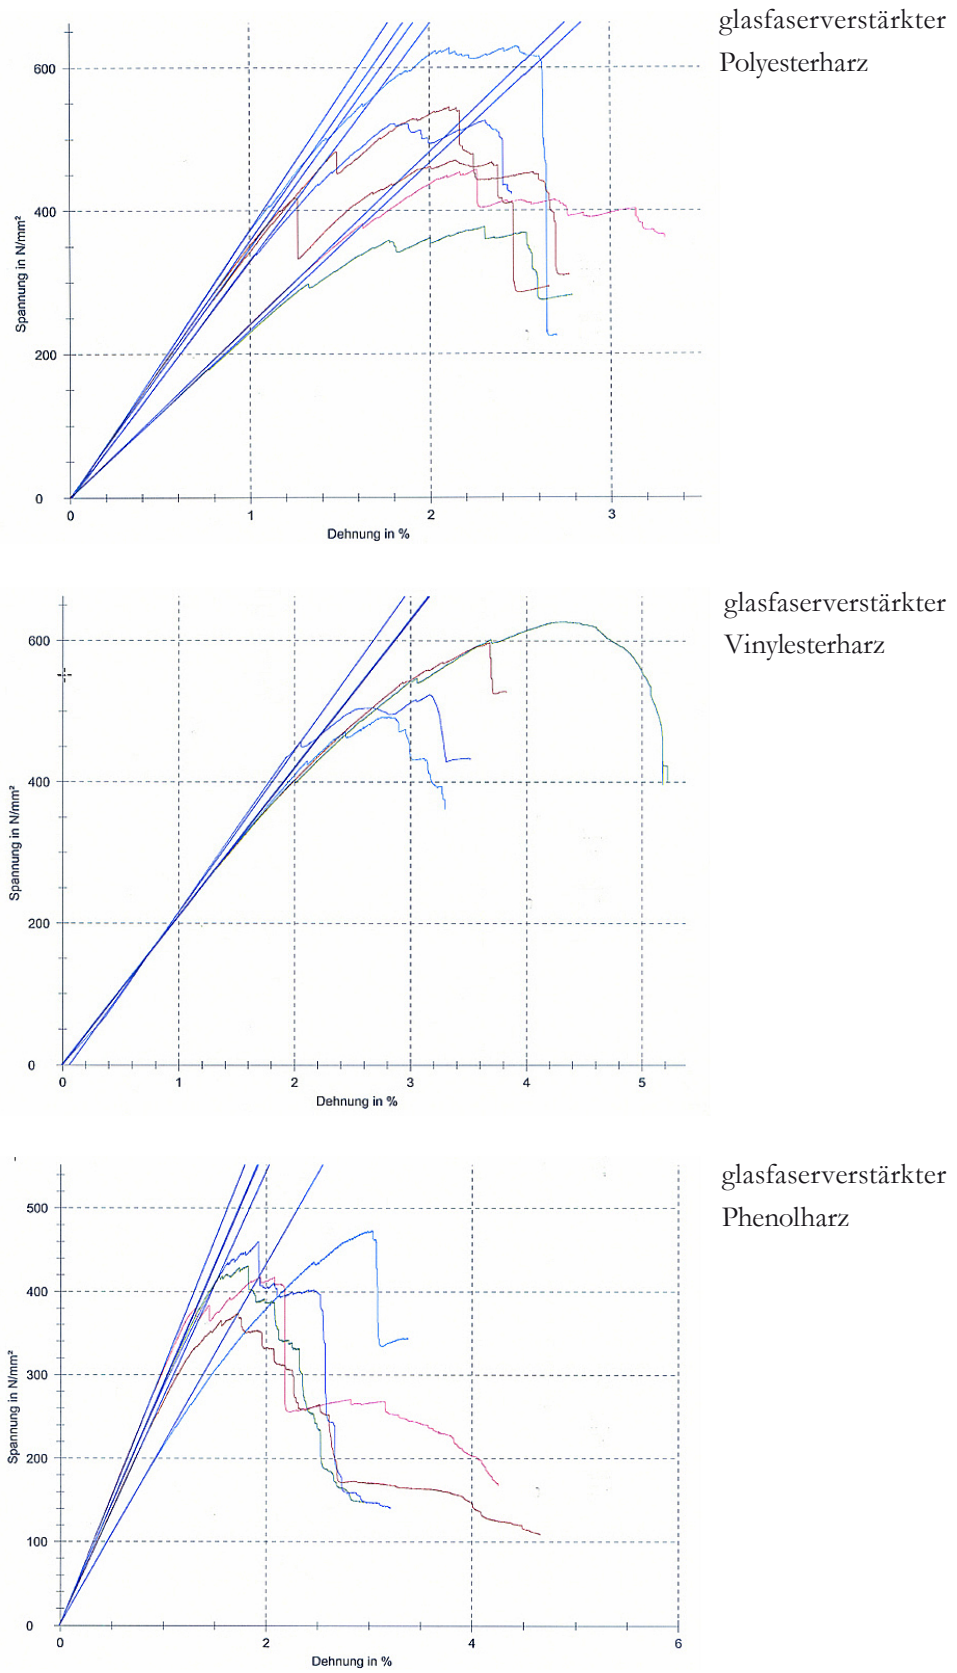 glasfaserverstärkter
Polyesterharz
600
400
200
0
0 1 2 3
Spannung in N/mm²
Dehnung in %
glasfaserverstärkter
Vinylesterharz
600
400
200
0
0 1 2 3 4 5
Spannung in N/mm²
Dehnung in %
glasfaserverstärkter
Phenolharz
500
400
300
200
100
0
0 2 4 6
Spannung in N/mm²
Dehnung in %